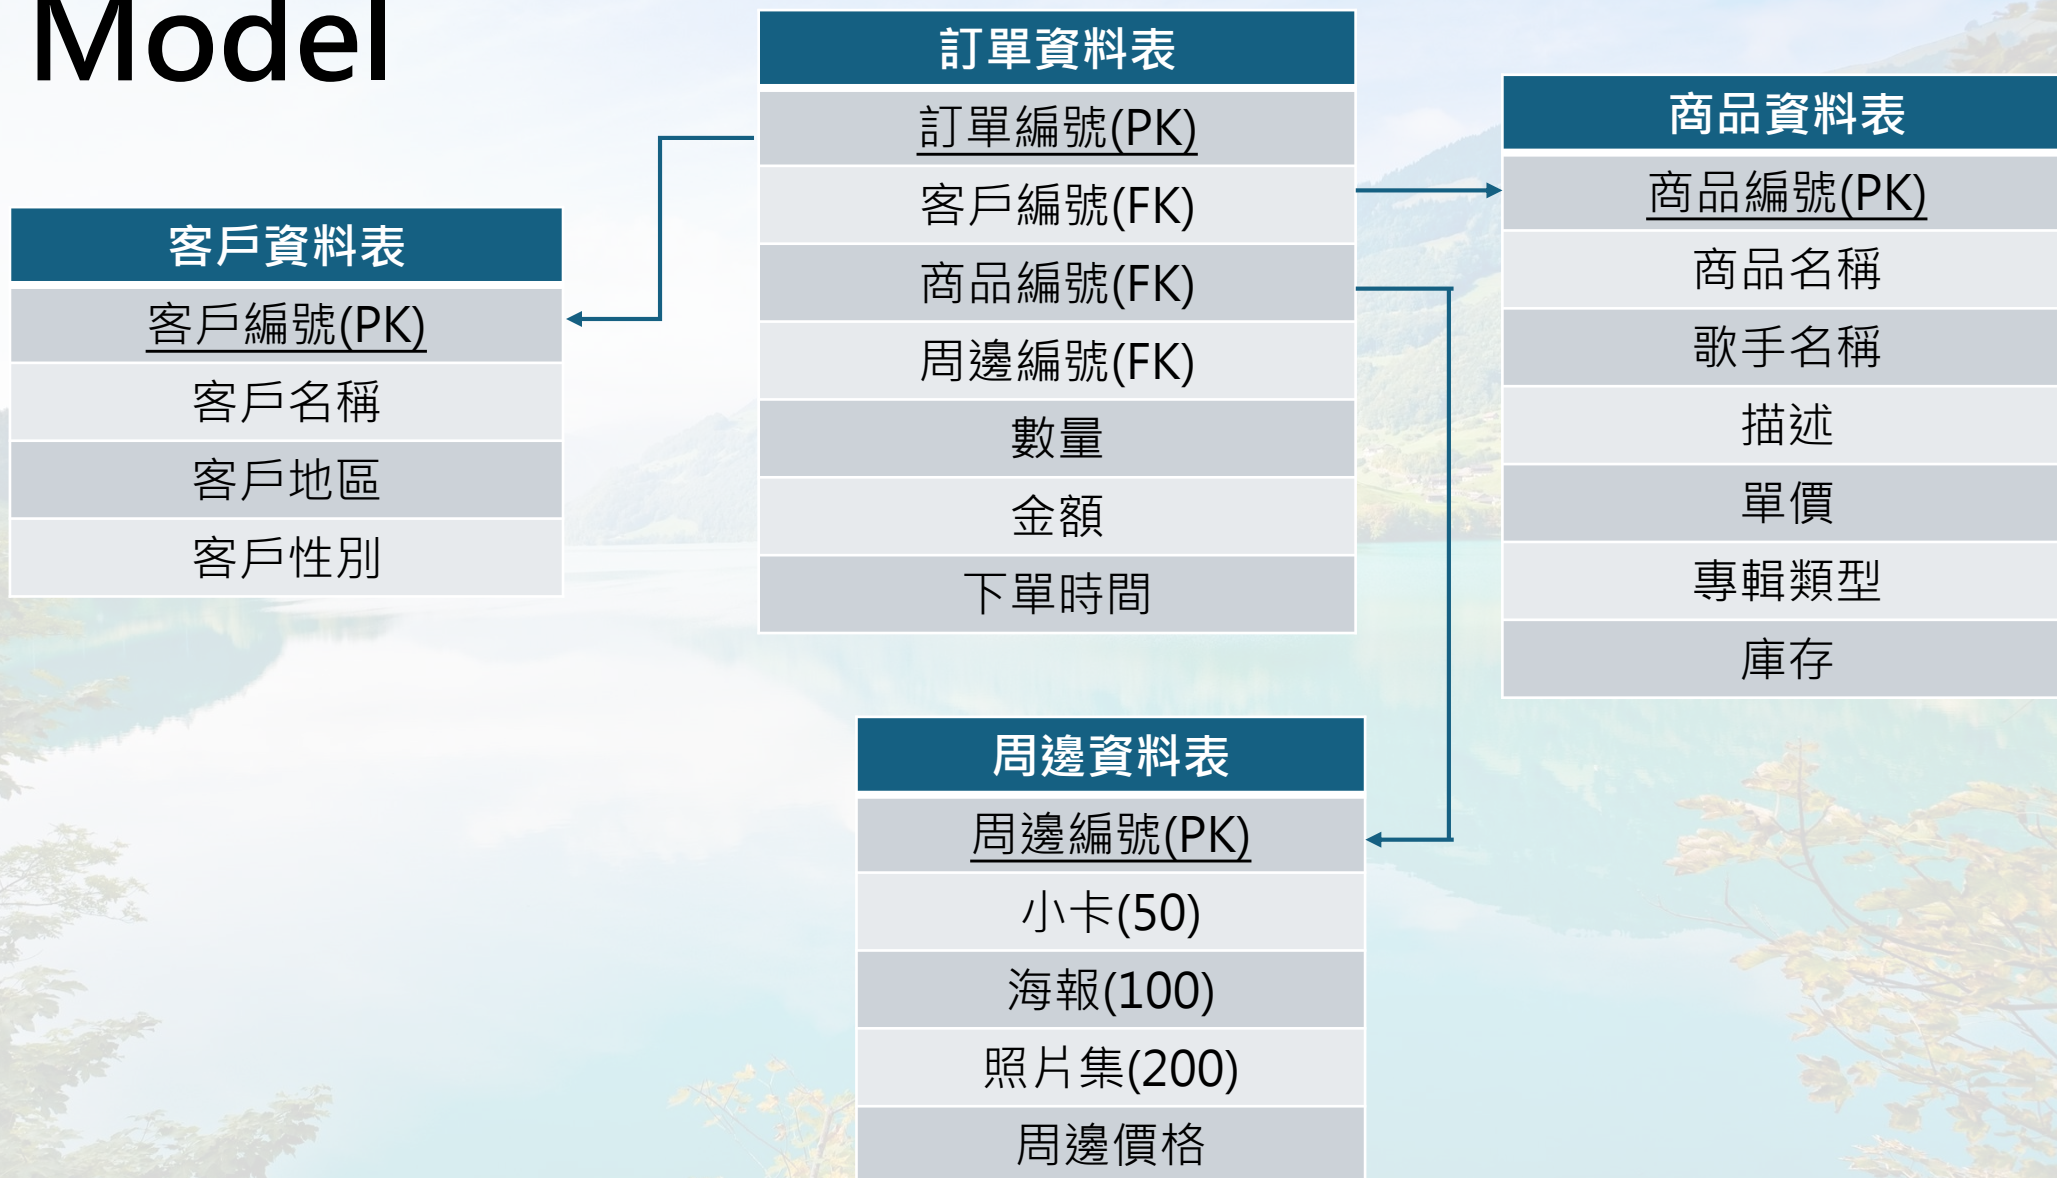 Model
客戶資料表
客戶編號(PK)
客戶名稱
客戶地區
客戶性別
訂單資料表
訂單編號(PK)
客戶編號(FK)
商品編號(FK)
周邊編號(FK)
數量
金額
下單時間
商品資料表
商品編號(PK)
商品名稱
歌手名稱
描述
單價
專輯類型
庫存
周邊資料表
周邊編號(PK)
小卡(50)
海報(100)
照片集(200)
周邊價格